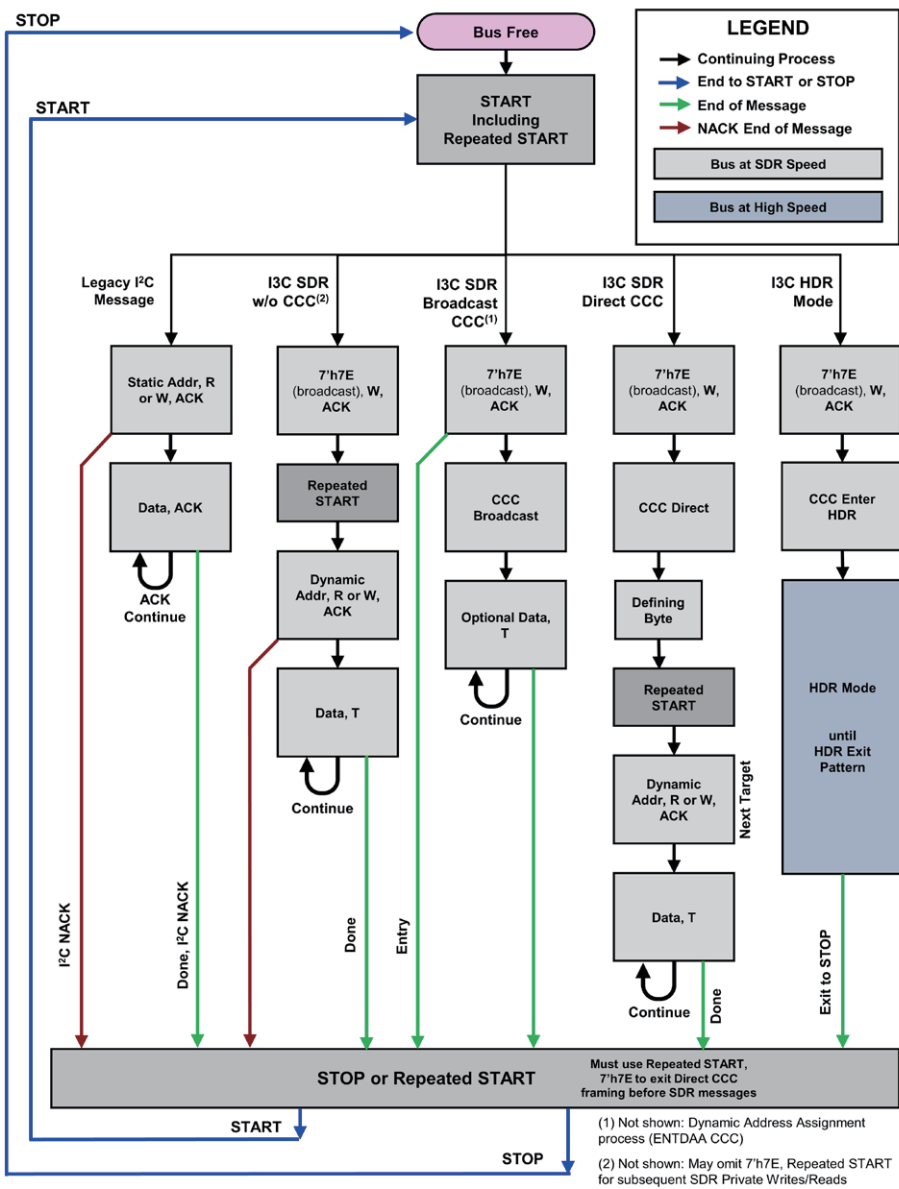 STOP
Bus Free
START
START
Including
Repeated START
LEGEND
Continuing Process
End to START or STOP
End of Message
NACK End of Message
Bus at SDR Speed
Bus at High Speed
Legacy I²C
Message
I3C SDR
w/o CCC(2)
I3C SDR
Broadcast
CCC(1)
I3C SDR
Direct CCC
I3C HDR
Mode
Static Addr, R
or W, ACK
Data, ACK
ACK
Continue
I²C NACK
Done, I²C NACK
7'h7E
(broadcast), W,
ACK
Repeated
START
Dynamic
Addr, R or W,
ACK
Data, T
Continue
Done
7'h7E
(broadcast), W,
ACK
CCC
Broadcast
Optional Data,
T
Continue
Entry
7'h7E
(broadcast), W,
ACK
CCC Direct
Defining
Byte
Repeated
START
Dynamic
Addr, R or W,
ACK
Next Target
Data, T
Continue
Done
7'h7E
(broadcast), W,
ACK
CCC Enter
HDR
HDR Mode
until
HDR Exit
Pattern
Exit to STOP
STOP or Repeated START
Must use Repeated START,
7'h7E to exit Direct CCC
framing before SDR messages
START
STOP
(1) Not shown: Dynamic Address Assignment
process (ENTDAA CCC)
(2) Not shown: May omit 7'h7E, Repeated START
for subsequent SDR Private Writes/Reads